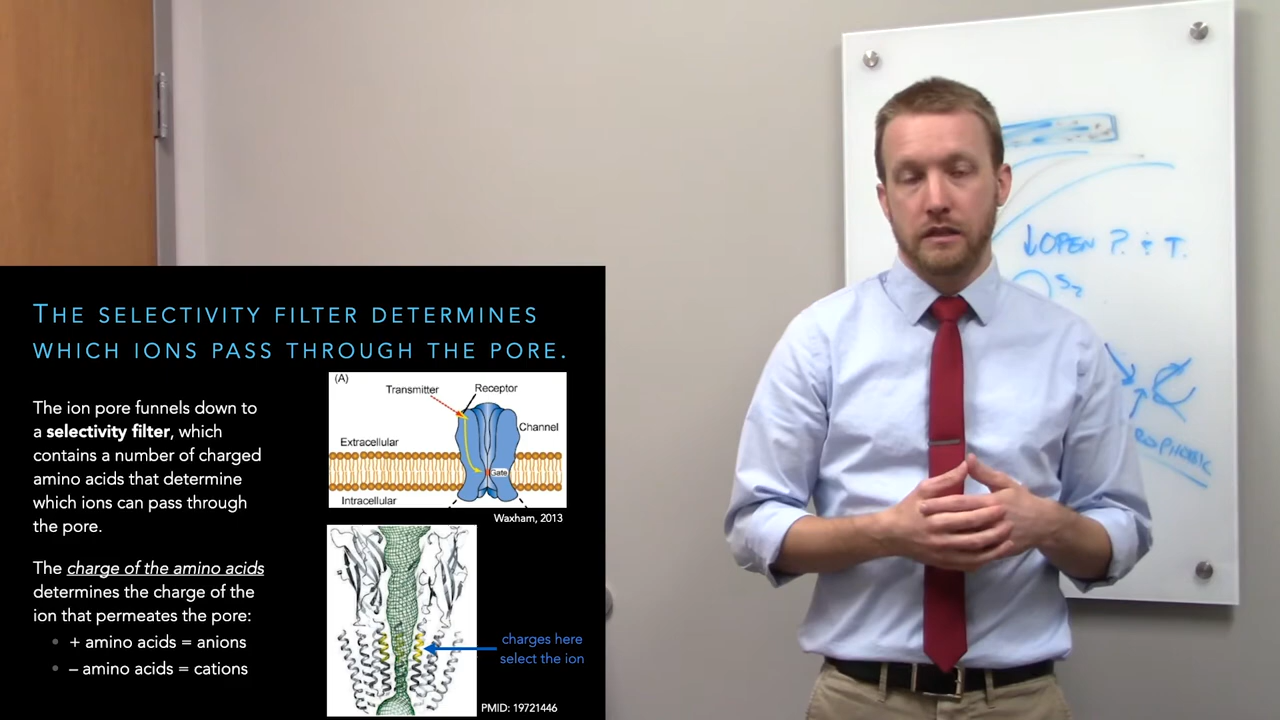 THE SELECTIVITY FILTER DETERMINES
WHICH IONS PASS THROUGH THE PORE.
The ion pore funnels down to
a selectivity filter, which
contains a number of charged
amino acids that determine
which ions can pass through
the pore.
The charge of the amino acids
determines the charge of the
ion that permeates the pore:
+ amino acids = anions
– amino acids = cations
(A)
Transmitter
Receptor
Channel
Extracellular
Gate
Intracellular
Waxham, 2013
charges here
select the ion
PMID: 19721446
↓OPEN P. + T.
S2